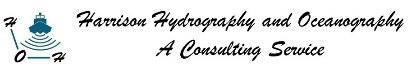 H
O H
Harrison Hydrography and Oceanography
A Consulting Service